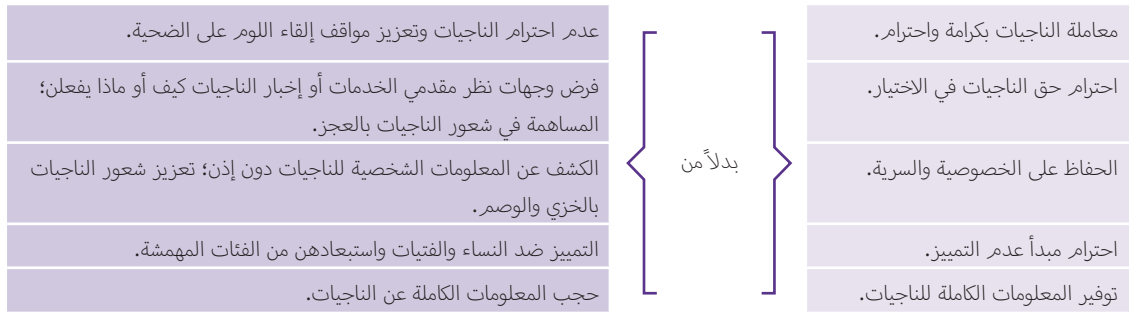 معاملة الناجيات بكرامة واحترام.
احترام حق الناجيات في الاختيار.
الحفاظ على الخصوصية والسرية.
احترام مبدأ عدم التمييز.
توفير المعلومات الكاملة للناجيات.
بدلاً من
عدم احترام الناجيات وتعزيز مواقف إلقاء اللوم على الضحية.
فرض وجهات نظر مقدمي الخدمات أو إخبار الناجيات كيف أو ماذا يفعلن؛
المساهمة في شعور الناجيات بالعجز.
الكشف عن المعلومات الشخصية للناجيات دون إذن؛ تعزيز شعور الناجيات
بالخزي والوصم.
التمييز ضد النساء والفتيات واستبعادهن من الفئات المهمشة.
حجب المعلومات الكاملة عن الناجيات.